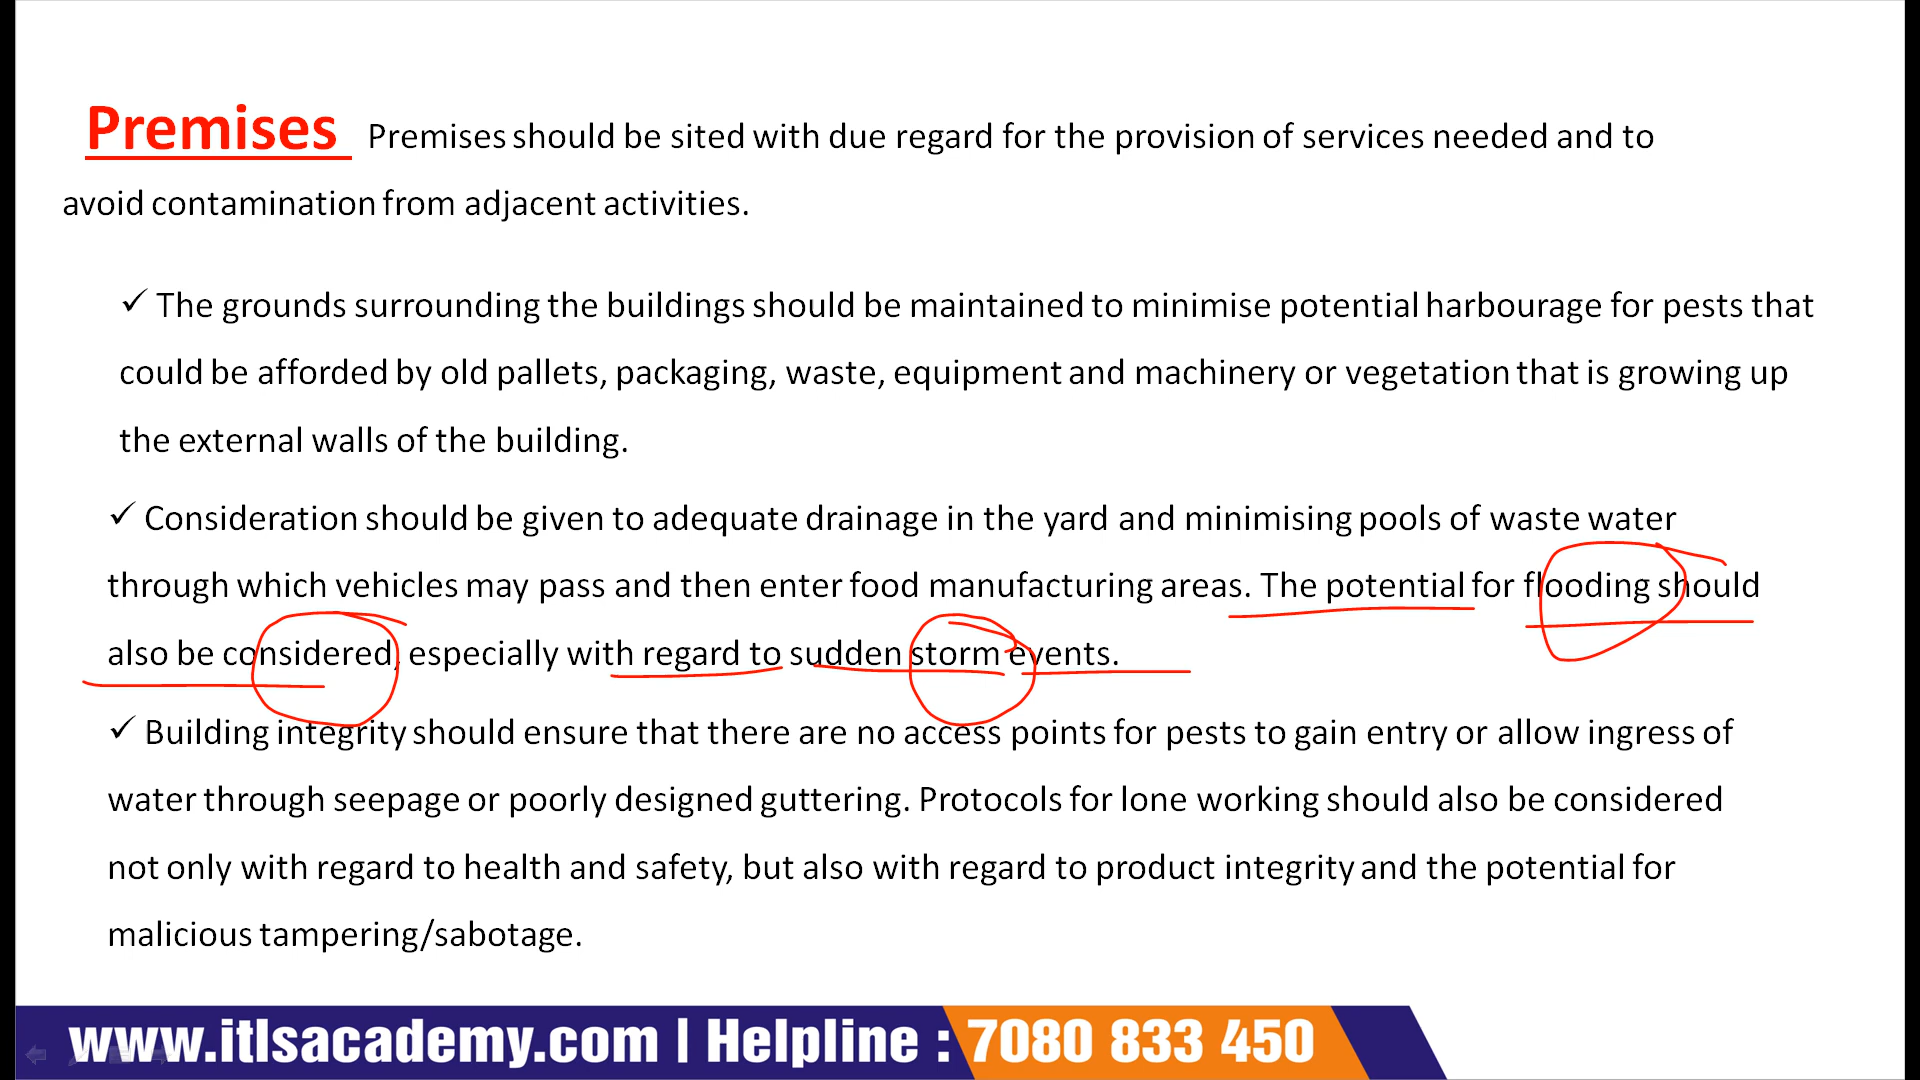 Premises Premises should be sited with due regard for the provision of services needed and to
avoid contamination from adjacent activities.
✓ The grounds surrounding the buildings should be maintained to minimise potential harbourage for pests that
could be afforded by old pallets, packaging, waste, equipment and machinery or vegetation that is growing up
the external walls of the building.
✓ Consideration should be given to adequate drainage in the yard and minimising pools of waste water
through which vehicles may pass and then enter food manufacturing areas. The potential for flooding should
also be considered, especially with regard to sudden storm events.
✓ Building integrity should ensure that there are no access points for pests to gain entry or allow ingress of
water through seepage or poorly designed guttering. Protocols for lone working should also be considered
not only with regard to health and safety, but also with regard to product integrity and the potential for
malicious tampering/sabotage.
www.itlsacademy.com | Helpline : 7080 833 450